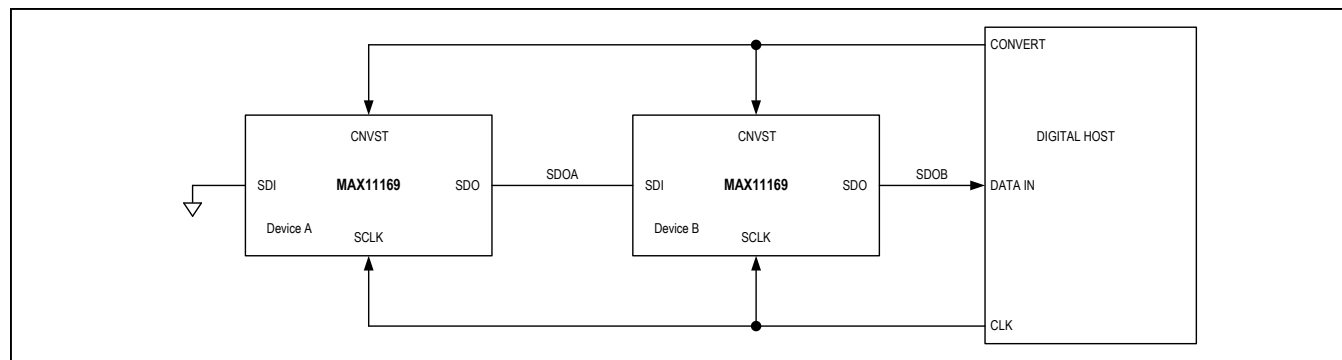 CONVERT
CNVST
CNVST
DIGITAL HOST
SDI
MAX11169
SDO
SDOA
SDI
MAX11169
SDO
SDOB
DATA IN
Device A
Device B
SCLK
SCLK
CLK